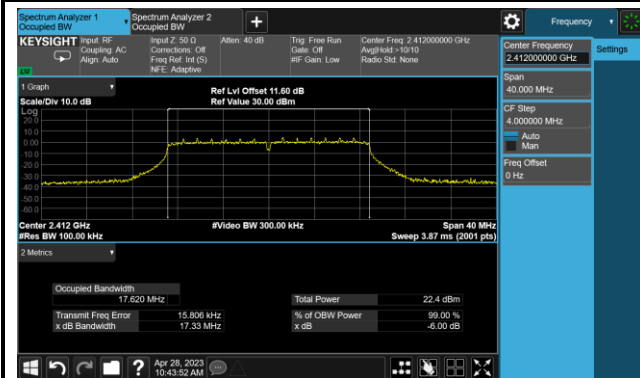 Spectrum Analyzer 1
Occupied BW
Spectrum Analyzer 2
Occupied BW
+
Frequency
KEYSIGHT
Input: RF
Coupling: AC
Align: Auto
Input Z: 50 Ω
Corrections: Off
Freq Ref: Int (S)
NFE: Adaptive
Atten: 40 dB
Trig: Free Run
Gate: Off
#IF Gain: Low
Center Freq: 2.412000000 GHz
Avg|Hold:>10/10
Radio Std: None
Center Frequency
2.412000000 GHz
Settings
Span
40.000 MHz
CF Step
4.000000 MHz
Auto
Man
Freq Offset
0 Hz
1 Graph
Scale/Div 10.0 dB
Ref Lvl Offset 11.60 dB
Ref Value 30.00 dBm
Log
20.0
10.0
0.00
-10.0
-20.0
-30.0
-40.0
-50.0
-60.0
Center 2.412 GHz
#Res BW 100.00 kHz
#Video BW 300.00 kHz
Span 40 MHz
Sweep 3.87 ms (2001 pts)
2 Metrics
Occupied Bandwidth
17.620 MHz
Total Power 22.4 dBm
Transmit Freq Error 15.806 kHz
% of OBW Power 99.00 %
x dB Bandwidth 17.33 MHz
x dB -6.00 dB
?
Apr 28, 2023
10:43:52 AM